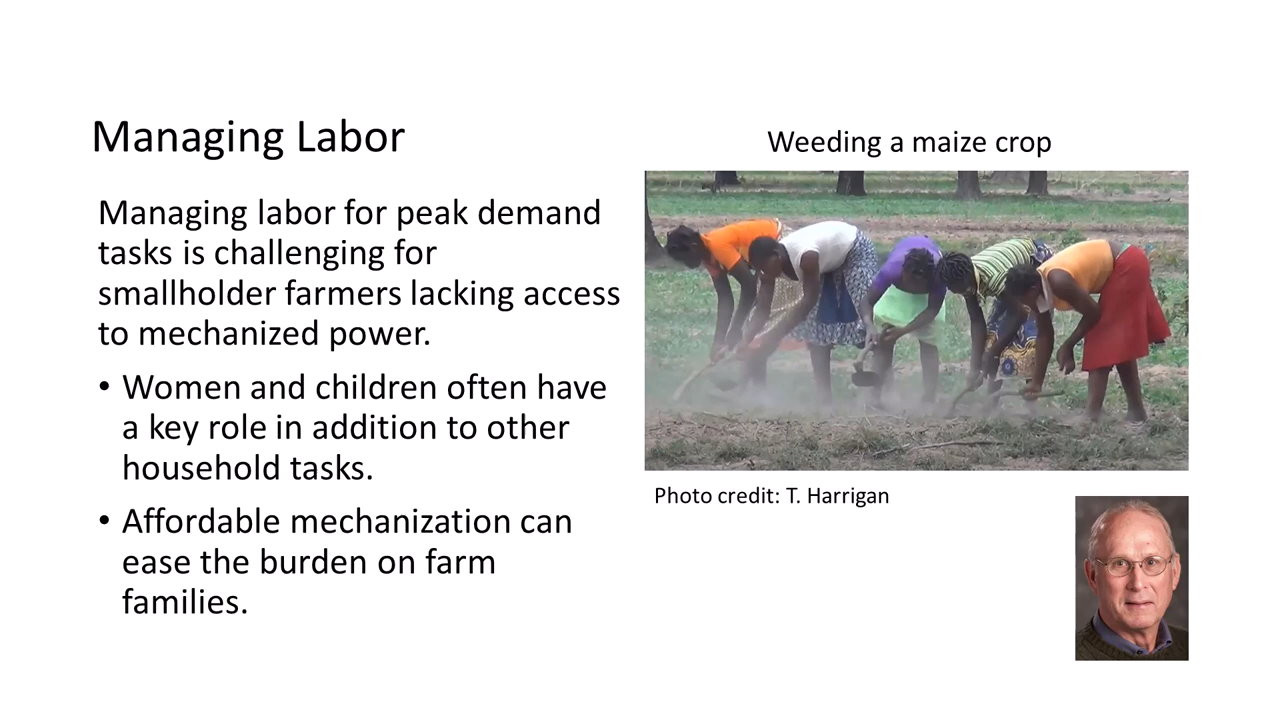 Managing Labor
Managing labor for peak demand
tasks is challenging for
smallholder farmers lacking access
to mechanized power.
• Women and children often have
a key role in addition to other
household tasks.
• Affordable mechanization can
ease the burden on farm
families.
Weeding a maize crop
Photo credit: T. Harrigan